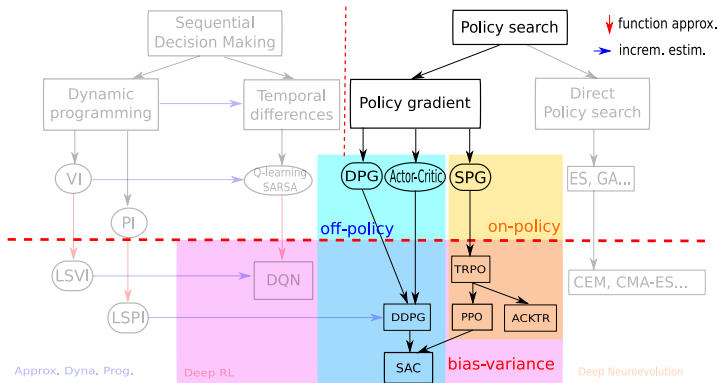 Sequential
Decision Making
Policy search
function approx.
increm. estim.
Dynamic
programming
Temporal
differences
Policy gradient
Direct
Policy search
VI
Q-learning
SARSA
DPG
Actor-Critic
SPG
ES, GA...
PI
off-policy
on-policy
LSVI
DQN
TRPO
CEM, CMA-ES...
LSPI
DDPG
PPO
ACKTR
SAC
bias-variance
Approx. Dyna. Prog.
Deep RL
Deep Neuroevolution